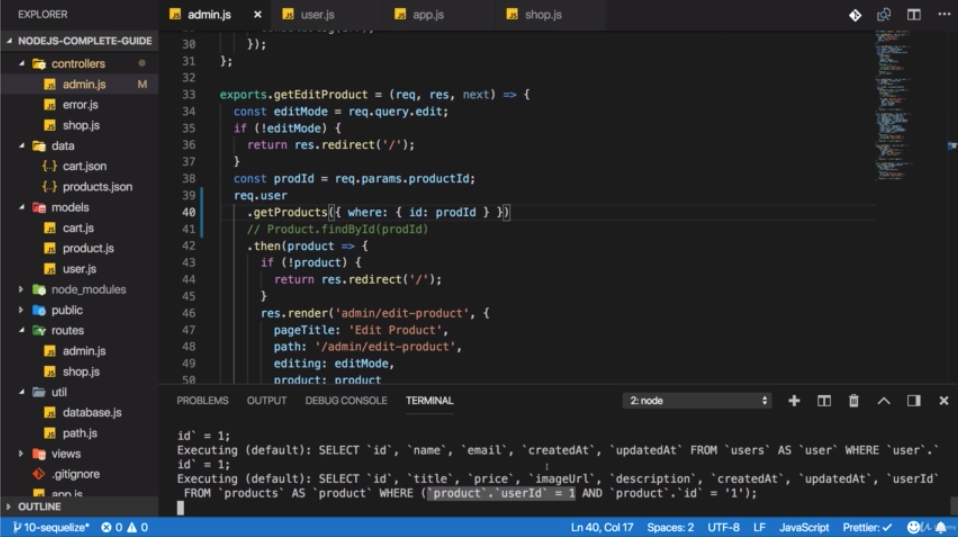 EXPLORER
admin.js
user.js
app.js
shop.js
NODEJS-COMPLETE-GUIDE
controllers
admin.js M
error.js
shop.js
data
{..} cart.json
{..} products.json
models
cart.js
product.js
user.js
node_modules
public
routes
admin.js
shop.js
util
database.js
path.js
views
.gitignore
app.js
OUTLINE
30 });
31 };
32
33 exports.getEditProduct = (req, res, next) => {
34 const editMode = req.query.edit;
35 if (!editMode) {
36 return res.redirect('/');
37 }
38 const prodId = req.params.productId;
39 req.user
40 .getProducts({ where: { id: prodId } })
41 // Product.findById(prodId)
42 .then(product => {
43 if (!product) {
44 return res.redirect('/');
45 }
46 res.render('admin/edit-product', {
47 pageTitle: 'Edit Product',
48 path: '/admin/edit-product',
49 editing: editMode,
50 product: product
PROBLEMS OUTPUT DEBUG CONSOLE TERMINAL 2: node
id` = 1;
Executing (default): SELECT `id`, `name`, `email`, `createdAt`, `updatedAt` FROM `users` AS `user` WHERE `user`.`
id` = 1;
Executing (default): SELECT `id`, `title`, `price`, `imageUrl`, `description`, `createdAt`, `updatedAt`, `userId`
FROM `products` AS `product` WHERE (`product`.`userId` = 1 AND `product`.`id` = '1');
10-sequelize* 0 0 Ln 40, Col 17 Spaces: 2 UTF-8 LF JavaScript Prettier: ✓